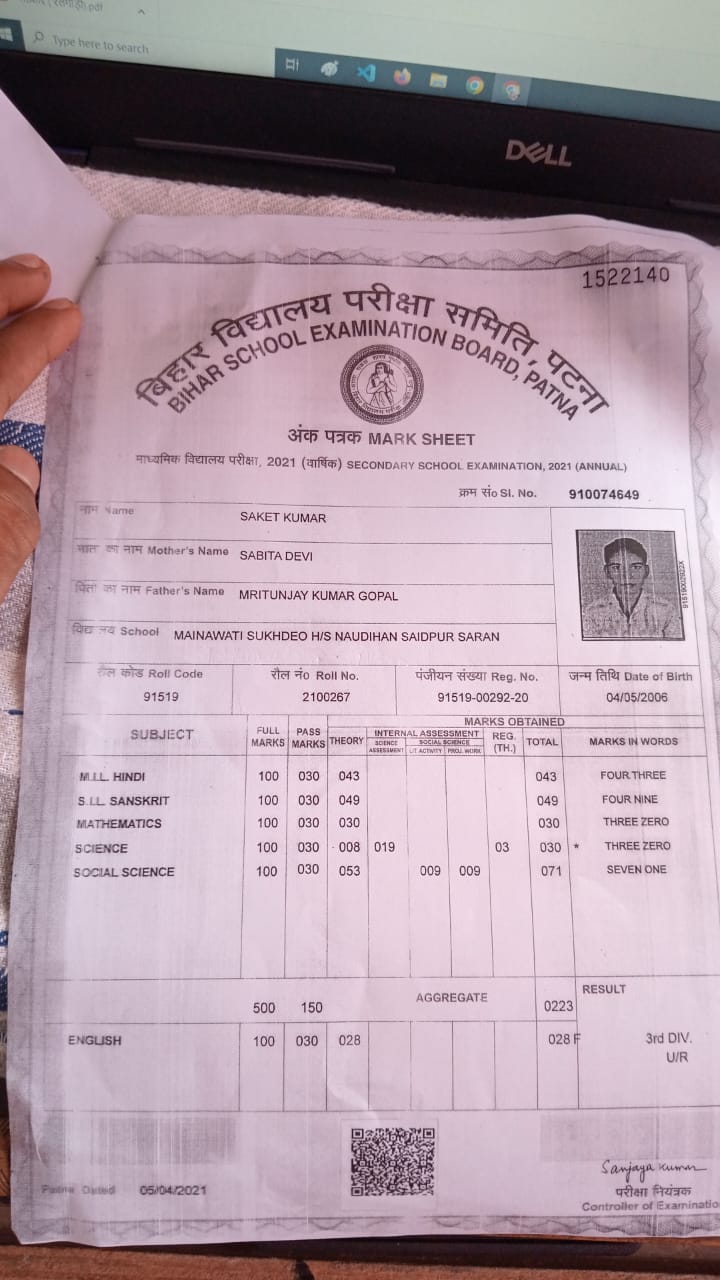 .pdf
Type here to search
DELL
1522140
बिहार विद्यालय परीक्षा समिति, पटना
BIHAR SCHOOL EXAMINATION BOARD, PATNA
अंक पत्रक MARK SHEET
माध्यमिक विद्यालय परीक्षा, 2021 (वार्षिक) SECONDARY SCHOOL EXAMINATION, 2021 (ANNUAL)
क्रम सं० Sl. No. 910074649
नाम Name SAKET KUMAR
का नाम Mother's Name SABITA DEVI
का नाम Father's Name MRITUNJAY KUMAR GOPAL
School MAINAWATI SUKHDEO H/S NAUDIHAN SAIDPUR SARAN
रौल कोड Roll Code रौल नं० Roll No. पंजीयन संख्या Reg. No. जन्म तिथि Date of Birth
91519 2100267 91519-00292-20 04/05/2006
SUBJECT FULL MARKS PASS MARKS MARKS OBTAINED
THEORY INTERNAL ASSESSMENT REG. (TH.) TOTAL MARKS IN WORDS
SCIENCE ASSESSMENT SOCIAL SCIENCE
LIT ACTIVITY PROJ. WORK
M.I.L. HINDI 100 030 043 043 FOUR THREE
S.I.L. SANSKRIT 100 030 049 049 FOUR NINE
MATHEMATICS 100 030 030 030 THREE ZERO
SCIENCE 100 030 008 019 03 030 * THREE ZERO
SOCIAL SCIENCE 100 030 053 009 009 071 SEVEN ONE
500 150 AGGREGATE 0223 RESULT
ENGLISH 100 030 028 028 F 3rd DIV.
U/R
Sanjaya Kumar
Patna Dated 05/04/2021 परीक्षा नियंत्रक
Controller of Examinatio